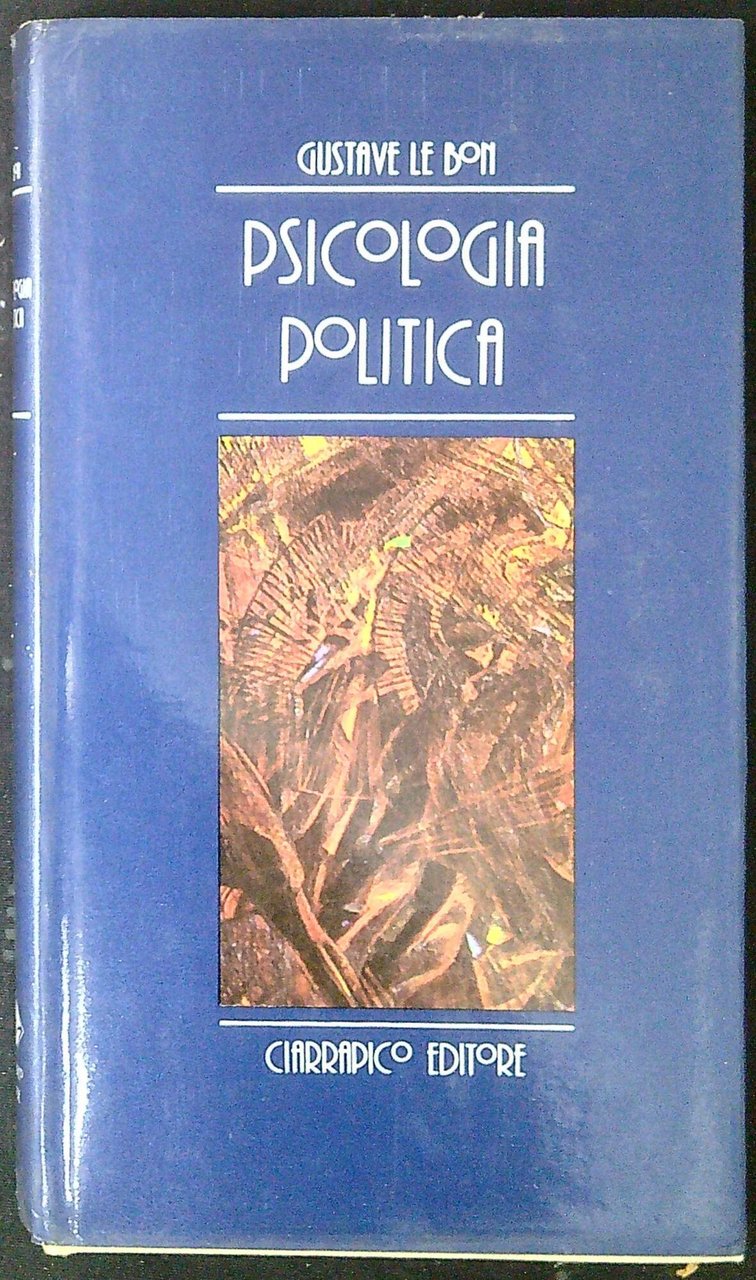 GUSTAVE LE BON
PSICOLOGIA
POLITICA
CIARRAPICO EDITORE